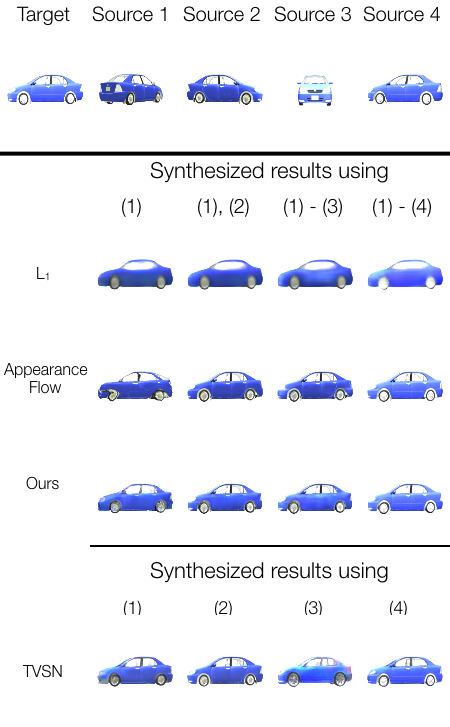 Target Source 1 Source 2 Source 3 Source 4
Synthesized results using
(1) (1), (2) (1) - (3) (1) - (4)
L₁
Appearance
Flow
Ours
Synthesized results using
(1) (2) (3) (4)
TVSN